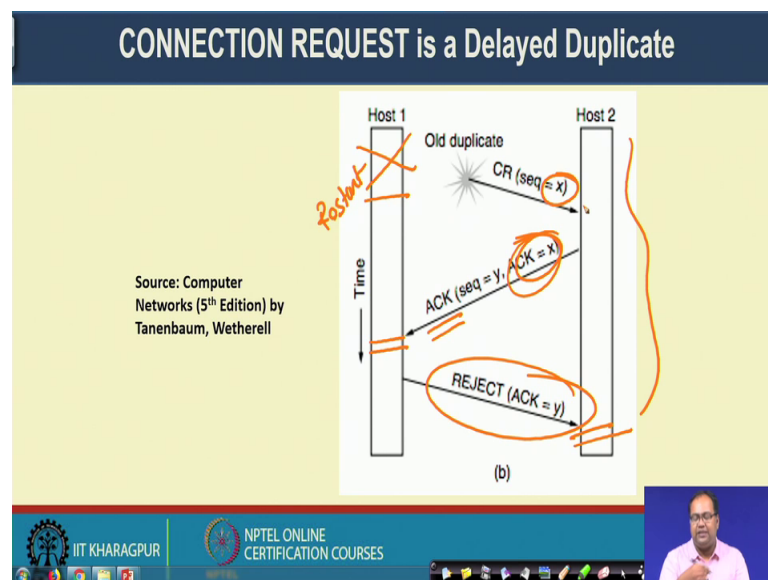 CONNECTION REQUEST is a Delayed Duplicate
Host 1
Host 2
Old duplicate
CR (seq = x)
Restart
ACK (seq = y, ACK = x)
Time
Source: Computer
Networks (5th Edition) by
Tanenbaum, Wetherell
REJECT (ACK = y)
(b)
IIT KHARAGPUR
NPTEL ONLINE
CERTIFICATION COURSES